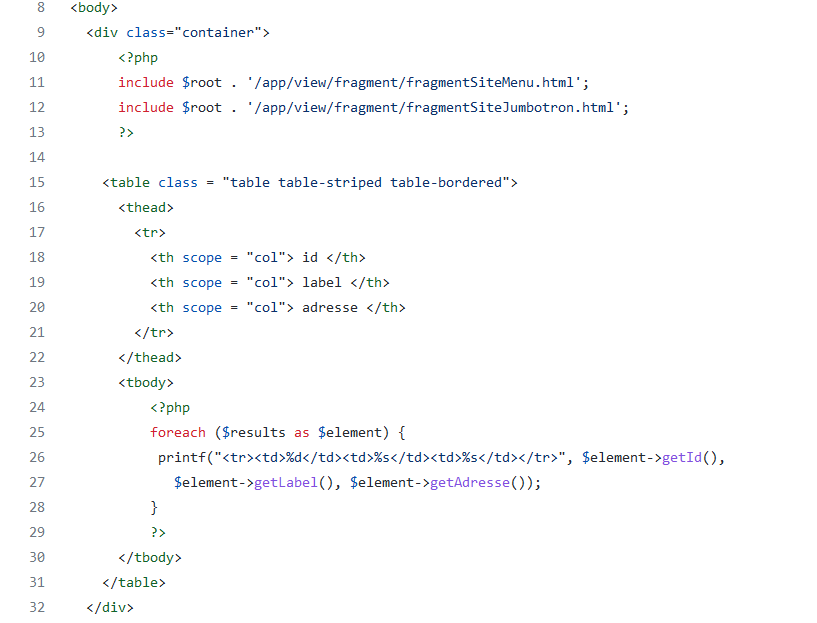 8 <body>
9 <div class="container">
10 <?php
11 include $root . '/app/view/fragment/fragmentSiteMenu.html';
12 include $root . '/app/view/fragment/fragmentSiteJumbotron.html';
13 ?>
14
15 <table class = "table table-striped table-bordered">
16 <thead>
17 <tr>
18 <th scope = "col"> id </th>
19 <th scope = "col"> label </th>
20 <th scope = "col"> adresse </th>
21 </tr>
22 </thead>
23 <tbody>
24 <?php
25 foreach ($results as $element) {
26 printf("<tr><td>%d</td><td>%s</td><td>%s</td></tr>", $element->getId(),
27 $element->getLabel(), $element->getAdresse());
28 }
29 ?>
30 </tbody>
31 </table>
32 </div>